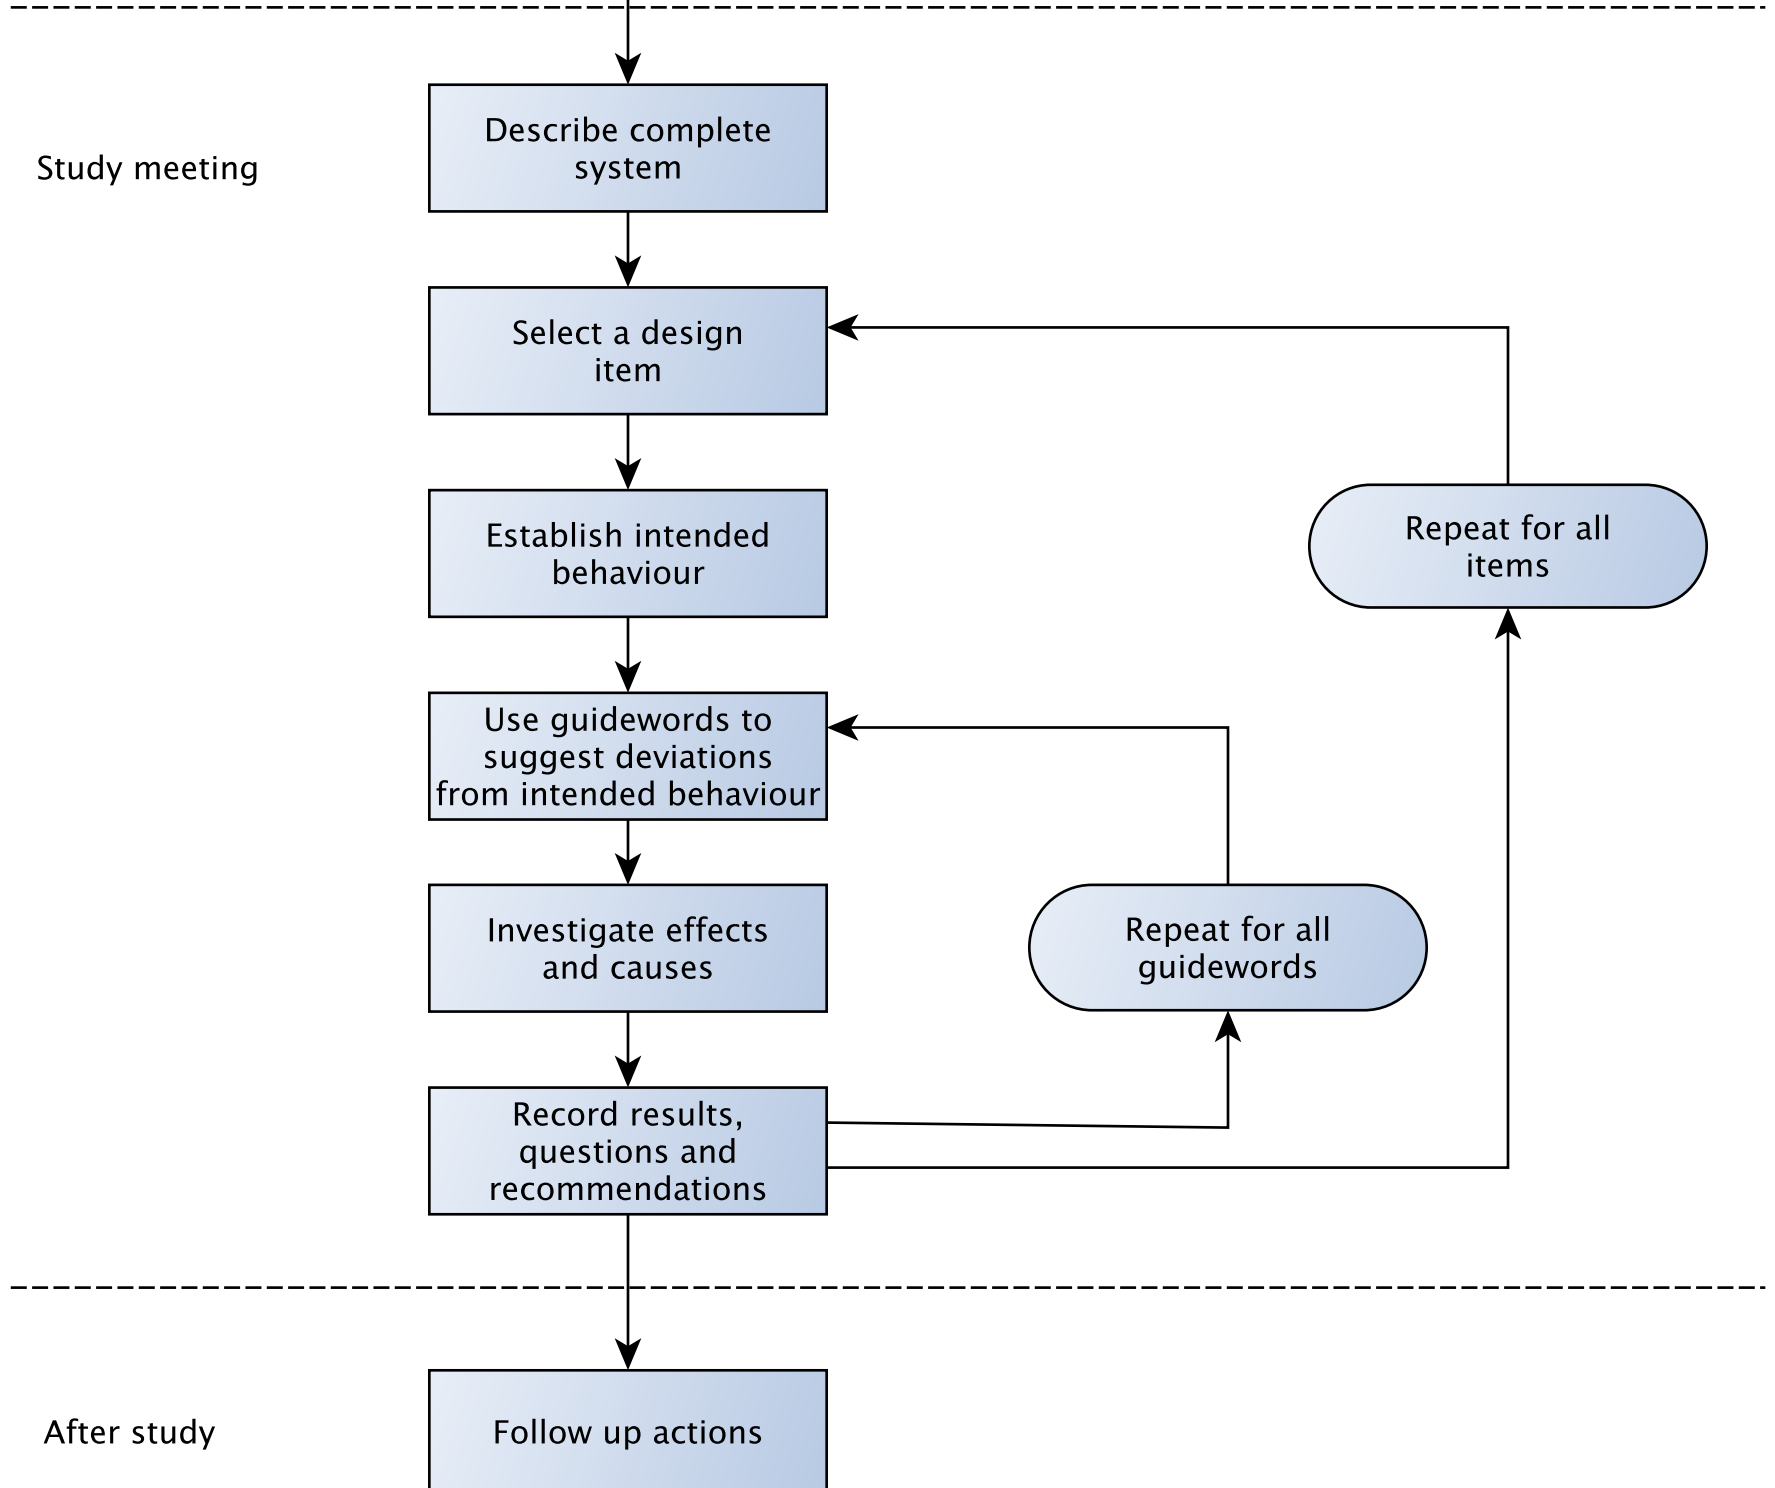 Study meeting
Describe complete
system
Select a design
item
Establish intended
behaviour
Repeat for all
items
Use guidewords to
suggest deviations
from intended behaviour
Investigate effects
and causes
Repeat for all
guidewords
Record results,
questions and
recommendations
After study
Follow up actions